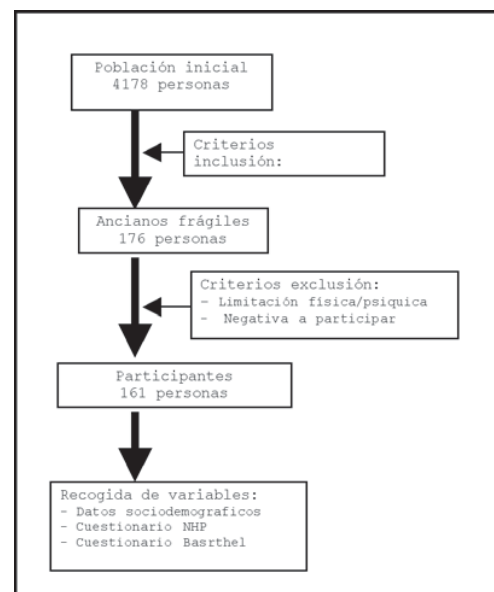 Población inicial
4178 personas
Criterios
inclusión:
Ancianos frágiles
176 personas
Criterios exclusión:
- Limitación física/psiquica
- Negativa a participar
Participantes
161 personas
Recogida de variables:
- Datos sociodemograficos
- Cuestionario NHP
- Cuestionario Basrthel